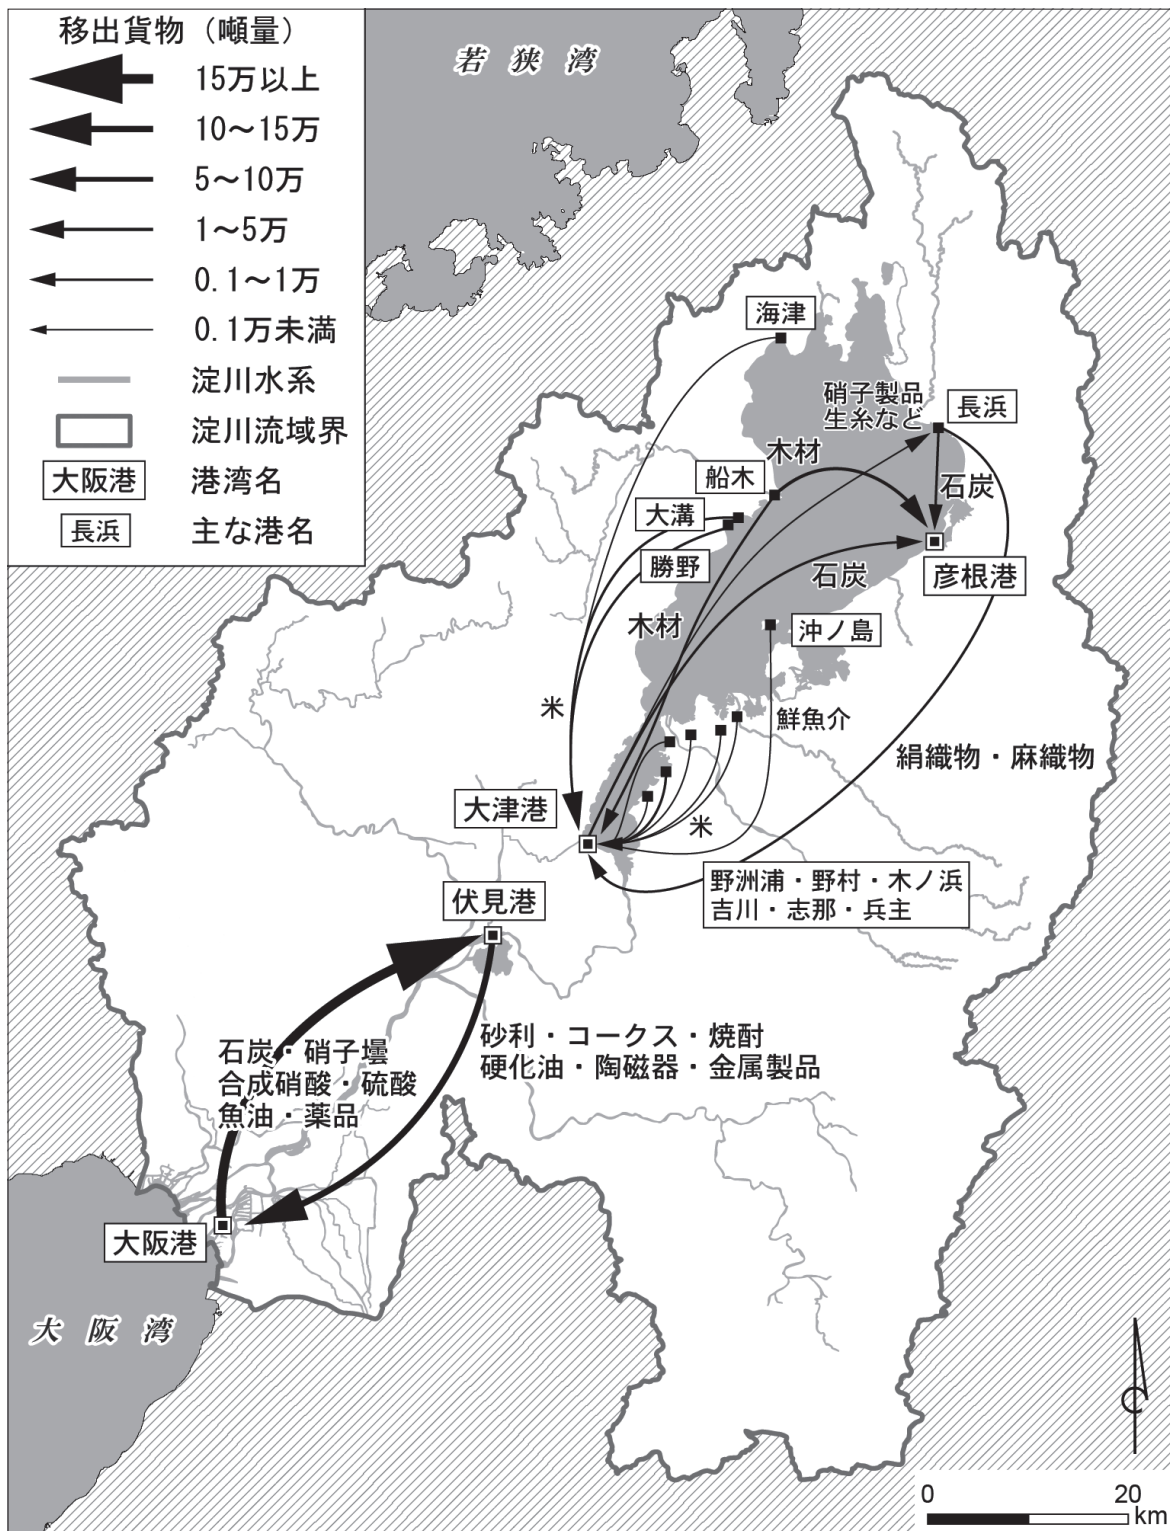 移出貨物（噸量）
15万以上
10～15万
5～10万
1～5万
0.1～1万
0.1万未満
淀川水系
淀川流域界
大阪港
港湾名
長浜
主な港名
若狭湾
海津
硝子製品
生糸など
長浜
木材
船木
石炭
大溝
勝野
石炭
彦根港
木材
沖ノ島
米
鮮魚介
絹織物・麻織物
大津港
米
野洲浦・野村・木ノ浜
吉川・志那・兵主
伏見港
砂利・コークス・焼酎
硬化油・陶磁器・金属製品
石炭・硝子壜
合成硝酸・硫酸
魚油・薬品
大阪港
大阪湾
0
20
km